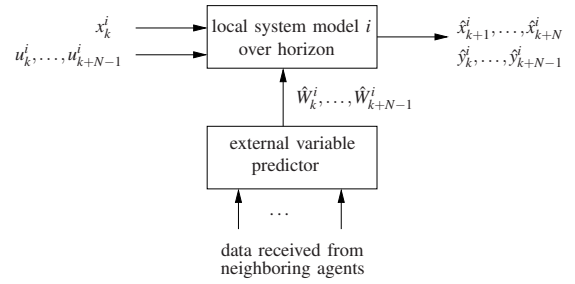 x_k^i
u_k^i,...,u_{k+N-1}^i
local system model i
over horizon
x̂_{k+1}^i,...,x̂_{k+N}^i
ŷ_k^i,...,ŷ_{k+N-1}^i
Ŵ_k^i,...,Ŵ_{k+N-1}^i
external variable
predictor
...
data received from
neighboring agents